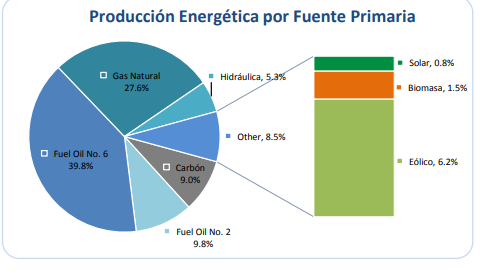 Producción Energética por Fuente Primaria
Gas Natural
27.6%
Hidráulica, 5.3%
Solar, 0.8%
Biomasa, 1.5%
Other, 8.5%
Fuel Oil No. 6
39.8%
Carbón
9.0%
Eólico, 6.2%
Fuel Oil No. 2
9.8%